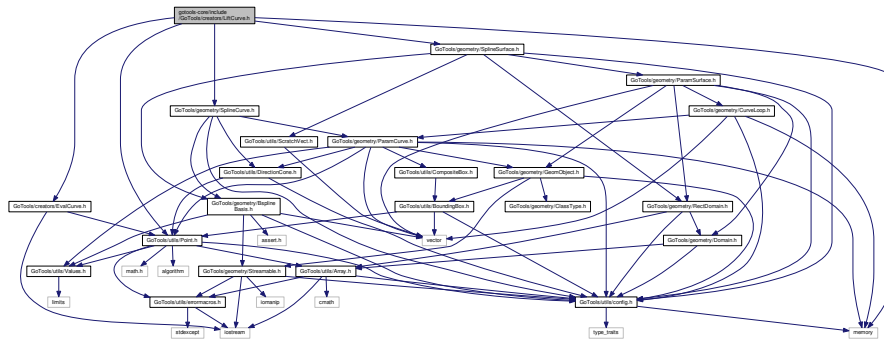 gotools-core/include
/GoTools/creators/LiftCurve.h
GoTools/geometry/SplineSurface.h
GoTools/geometry/ParamSurface.h
GoTools/geometry/SplineCurve.h
GoTools/geometry/CurveLoop.h
GoTools/utils/ScratchVect.h
GoTools/geometry/ParamCurve.h
GoTools/utils/DirectionCone.h
GoTools/utils/CompositeBox.h
GoTools/geometry/GeomObject.h
GoTools/creators/EvalCurve.h
GoTools/geometry/Bspline
Basis.h
GoTools/utils/BoundingBox.h
GoTools/geometry/ClassType.h
GoTools/geometry/RectDomain.h
GoTools/utils/Point.h
assert.h
vector
GoTools/geometry/Domain.h
GoTools/utils/Values.h
math.h
algorithm
GoTools/geometry/Streamable.h
GoTools/utils/Array.h
limits
GoTools/utils/errormacros.h
iomanip
cmath
GoTools/utils/config.h
stdexcept
iostream
type_traits
memory